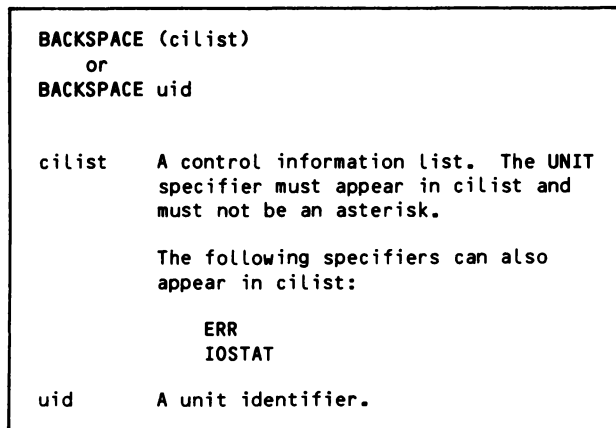 BACKSPACE (cilist)
or
BACKSPACE uid
cilist A control information list. The UNIT
specifier must appear in cilist and
must not be an asterisk.
The following specifiers can also
appear in cilist:
ERR
IOSTAT
uid A unit identifier.